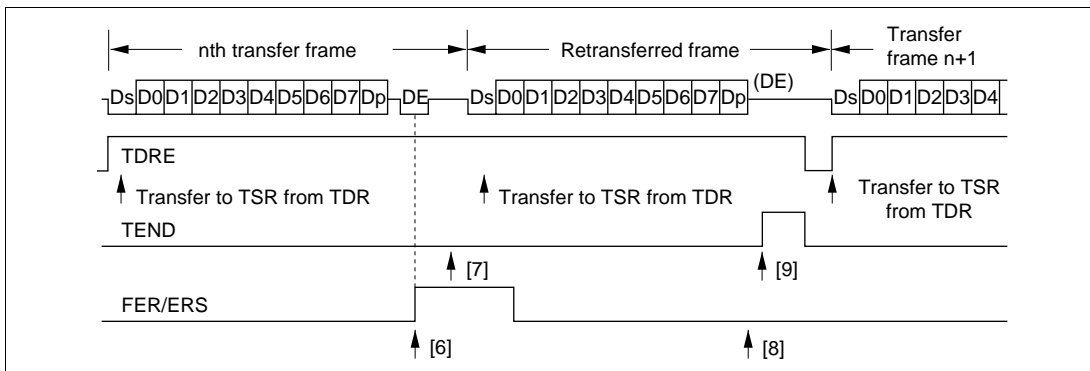 nth transfer frame
Retransferred frame
Transfer
frame n+1
(DE)
Ds D0 D1 D2 D3 D4 D5 D6 D7 Dp DE Ds D0 D1 D2 D3 D4 D5 D6 D7 Dp Ds D0 D1 D2 D3 D4
TDRE
Transfer to TSR from TDR
Transfer to TSR from TDR
Transfer to TSR
from TDR
TEND
[7]
[9]
FER/ERS
[6]
[8]